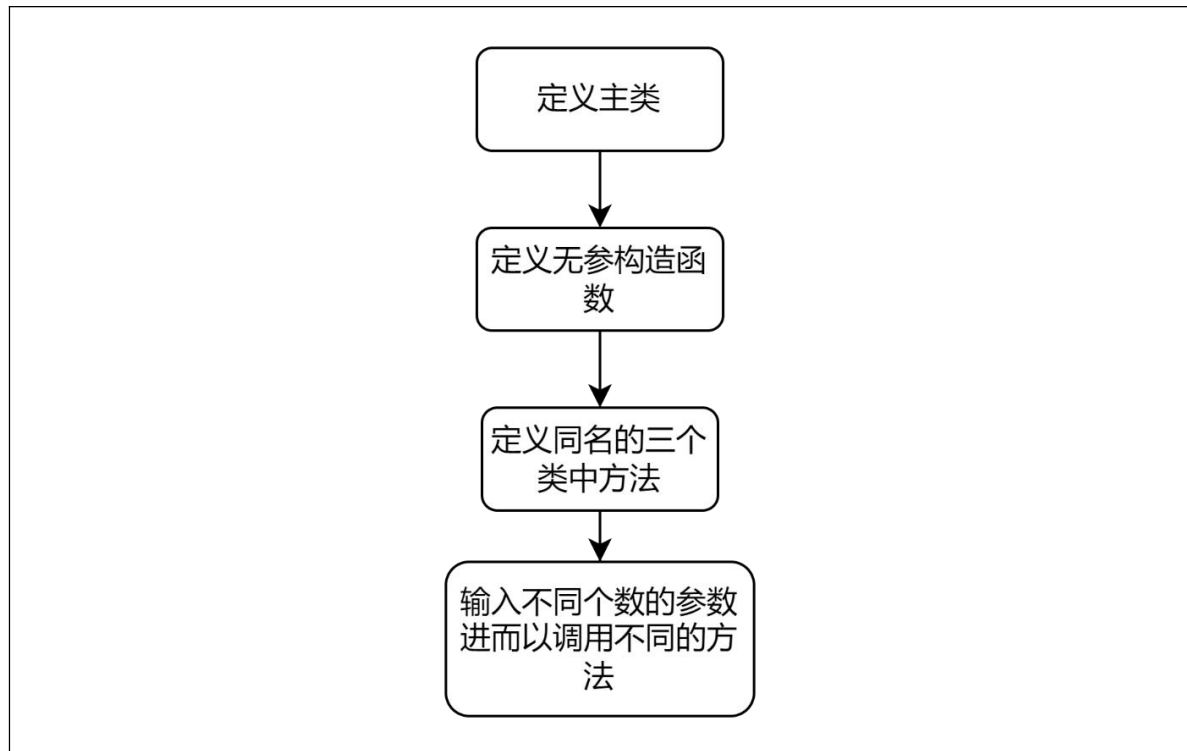 定义主类
定义无参构造函
数
定义同名的三个
类中方法
输入不同个数的参数
进而以调用不同的方
法